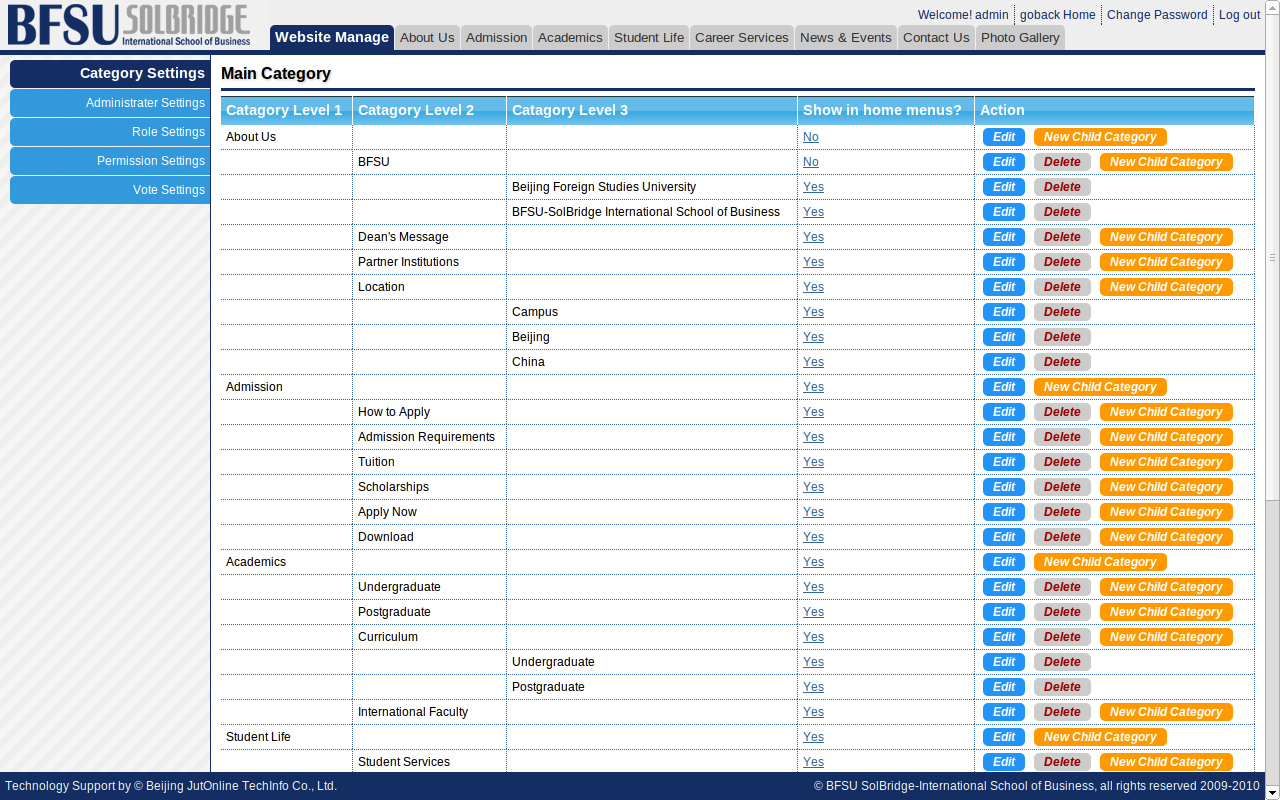 BFSU SOLBRIDGE
International School of Business
Welcome! admin goback Home Change Password Log out
Website Manage About Us Admission Academics Student Life Career Services News & Events Contact Us Photo Gallery
Category Settings
Administrater Settings
Role Settings
Permission Settings
Vote Settings
Main Category
Catagory Level 1 Catagory Level 2 Catagory Level 3 Show in home menus? Action
About Us No Edit New Child Category
BFSU No Edit Delete New Child Category
Beijing Foreign Studies University Yes Edit Delete
BFSU-SolBridge International School of Business Yes Edit Delete
Dean's Message Yes Edit Delete New Child Category
Partner Institutions Yes Edit Delete New Child Category
Location Yes Edit Delete New Child Category
Campus Yes Edit Delete
Beijing Yes Edit Delete
China Yes Edit Delete
Admission Yes Edit New Child Category
How to Apply Yes Edit Delete New Child Category
Admission Requirements Yes Edit Delete New Child Category
Tuition Yes Edit Delete New Child Category
Scholarships Yes Edit Delete New Child Category
Apply Now Yes Edit Delete New Child Category
Download Yes Edit Delete New Child Category
Academics Yes Edit New Child Category
Undergraduate Yes Edit Delete New Child Category
Postgraduate Yes Edit Delete New Child Category
Curriculum Yes Edit Delete New Child Category
Undergraduate Yes Edit Delete
Postgraduate Yes Edit Delete
International Faculty Yes Edit Delete New Child Category
Student Life Yes Edit New Child Category
Student Services Yes Edit Delete New Child Category
Technology Support by © Beijing JutOnline TechInfo Co., Ltd. © BFSU SolBridge-International School of Business, all rights reserved 2009-2010